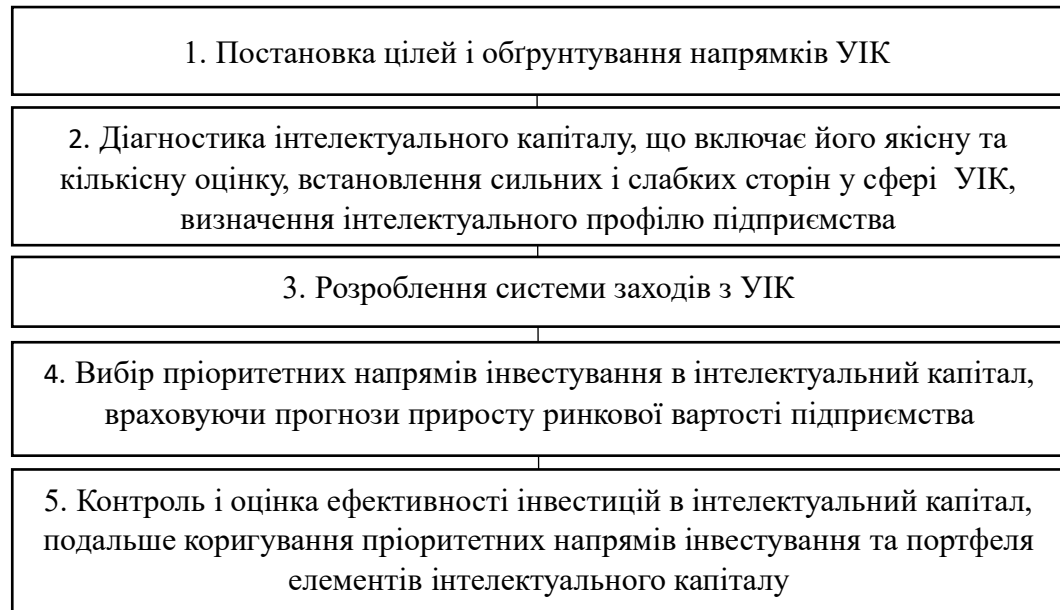 1. Постановка цілей і обґрунтування напрямків УІК
2. Діагностика інтелектуального капіталу, що включає його якісну та
кількісну оцінку, встановлення сильних і слабких сторін у сфері УІК,
визначення інтелектуального профілю підприємства
3. Розроблення системи заходів з УІК
4. Вибір пріоритетних напрямів інвестування в інтелектуальний капітал,
враховуючи прогнози приросту ринкової вартості підприємства
5. Контроль і оцінка ефективності інвестицій в інтелектуальний капітал,
подальше коригування пріоритетних напрямів інвестування та портфеля
елементів інтелектуального капіталу